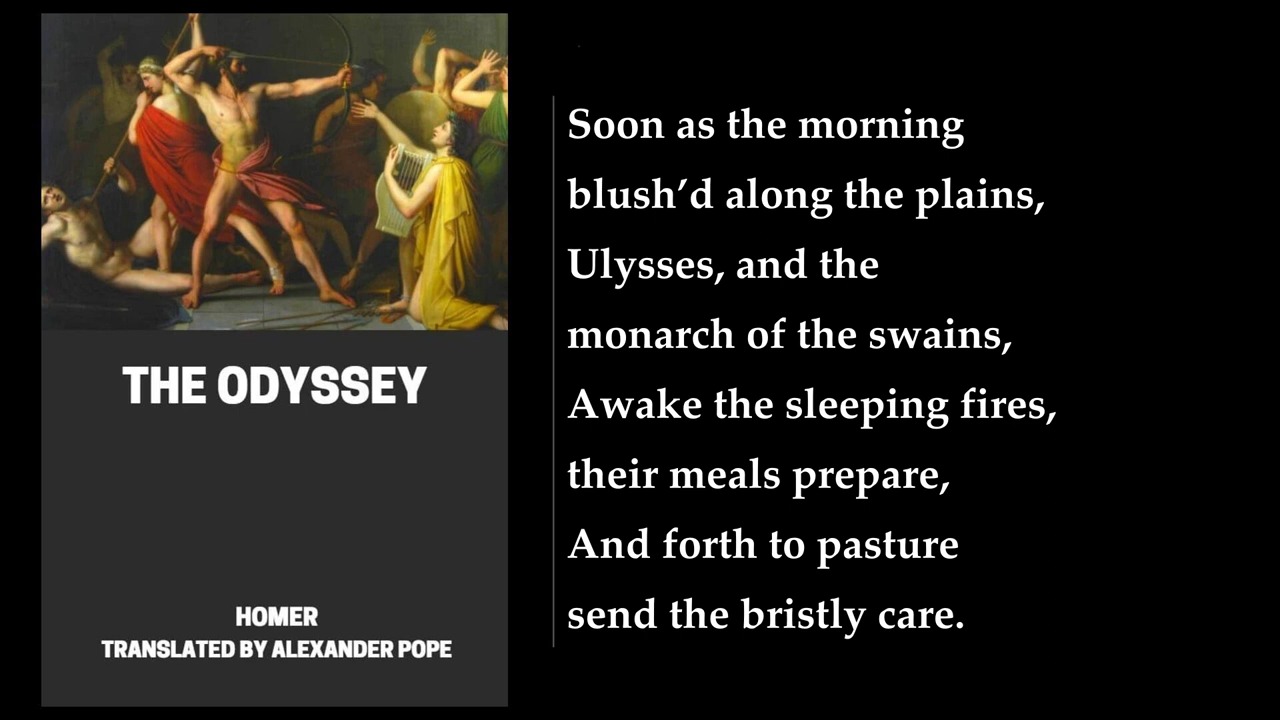 THE ODYSSEY
HOMER
TRANSLATED BY ALEXANDER POPE
Soon as the morning
blush’d along the plains,
Ulysses, and the
monarch of the swains,
Awake the sleeping fires,
their meals prepare,
And forth to pasture
send the bristly care.